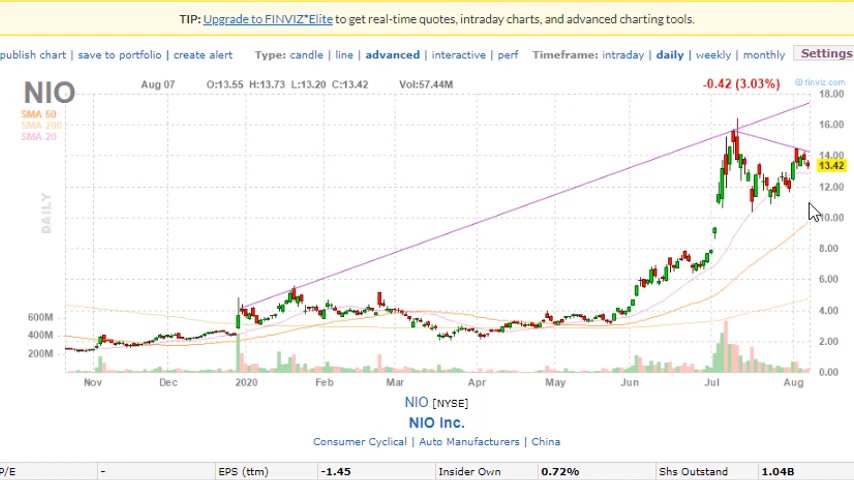 TIP: Upgrade to FINVIZ*Elite to get real-time quotes, intraday charts, and advanced charting tools.
publish chart | save to portfolio | create alert Type: candle | line | advanced | interactive | perf Timeframe: intraday | daily | weekly | monthly Settings
NIO Aug 07 O:13.55 H:13.73 L:13.20 C:13.42 Vol:57.44M -0.42 (3.03%) © finviz.com
SMA 50
SMA 200
SMA 20
DAILY
18.00
16.00
14.00
13.42
12.00
10.00
8.00
6.00
4.00
2.00
0.00
600M
400M
200M
Nov Dec 2020 Feb Mar Apr May Jun Jul Aug
NIO [NYSE]
NIO Inc.
Consumer Cyclical | Auto Manufacturers | China
P/E - EPS (ttm) -1.45 Insider Own 0.72% Shs Outstand 1.04B